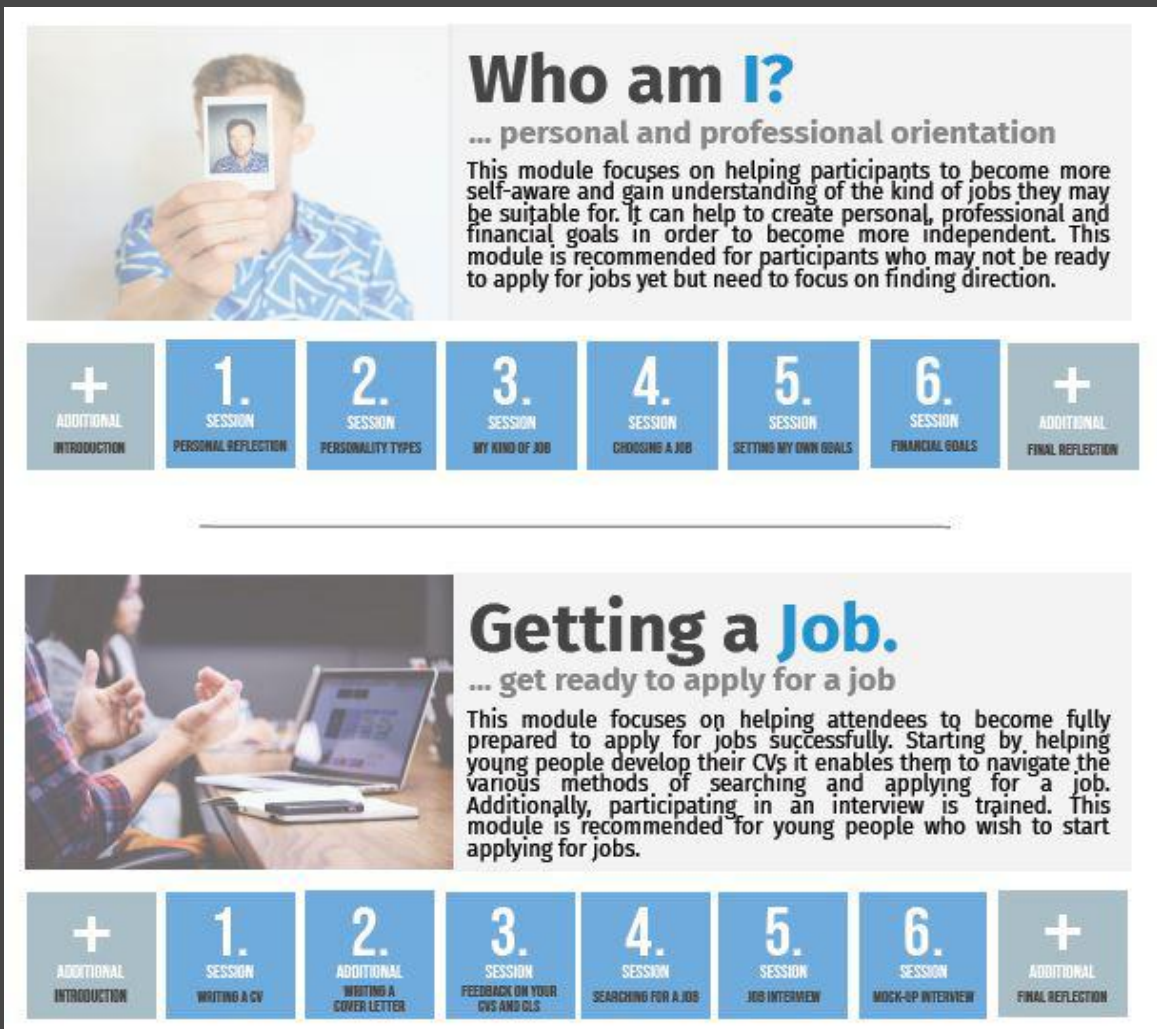 Who am I?
... personal and professional orientation
This module focuses on helping participants to become more
self-aware and gain understanding of the kind of jobs they may
be suitable for. It can help to create personal, professional and
financial goals in order to become more independent. This
module is recommended for participants who may not be ready
to apply for jobs yet but need to focus on finding direction.
+
ADDITIONAL
INTRODUCTION
1.
SESSION
PERSONAL REFLECTION
2.
SESSION
PERSONALITY TYPES
3.
SESSION
MY KIND OF JOB
4.
SESSION
CHOOSING A JOB
5.
SESSION
SETTING MY OWN GOALS
6.
SESSION
FINANCIAL GOALS
+
ADDITIONAL
FINAL REFLECTION
Getting a Job.
... get ready to apply for a job
This module focuses on helping attendees to become fully
prepared to apply for jobs successfully. Starting by helping
young people develop their CVs it enables them to navigate the
various methods of searching and applying for a job.
Additionally, participating in an interview is trained. This
module is recommended for young people who wish to start
applying for jobs.
+
ADDITIONAL
INTRODUCTION
1.
SESSION
WRITING A CV
2.
ADDITIONAL
WRITING A
COVER LETTER
3.
SESSION
FEEDBACK ON YOUR
CVS AND CLS
4.
SESSION
SEARCHING FOR A JOB
5.
SESSION
JOB INTERVIEW
6.
SESSION
MOCK-UP INTERVIEW
+
ADDITIONAL
FINAL REFLECTION